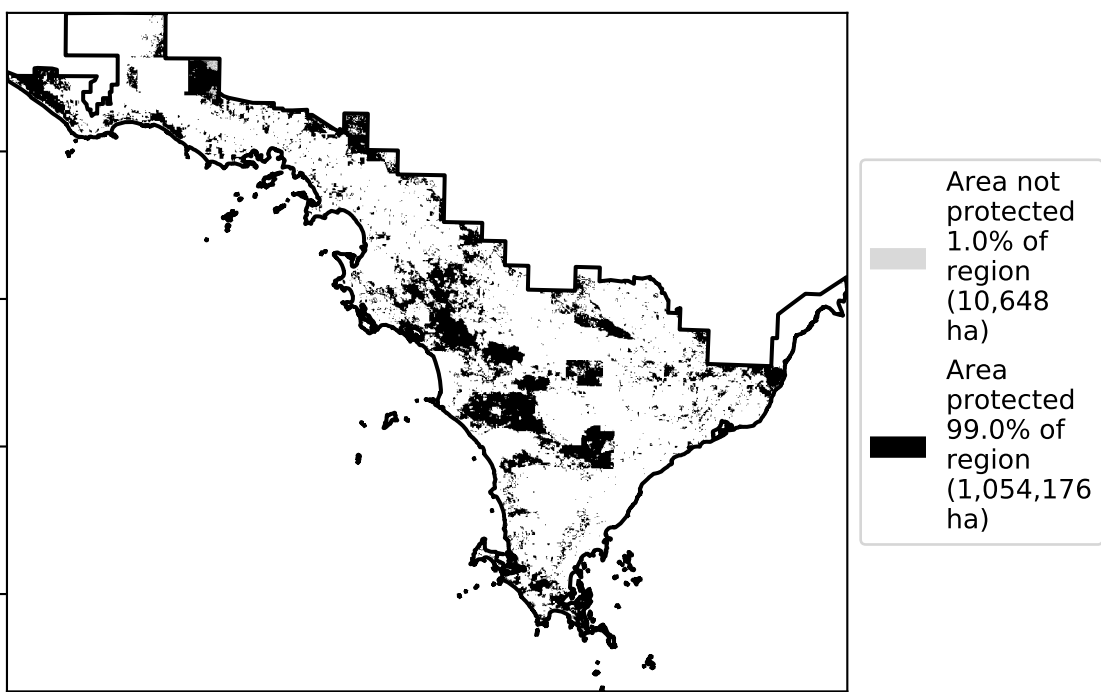 Area not
protected
1.0% of
region
(10,648
ha)
Area
protected
99.0% of
region
(1,054,176
ha)